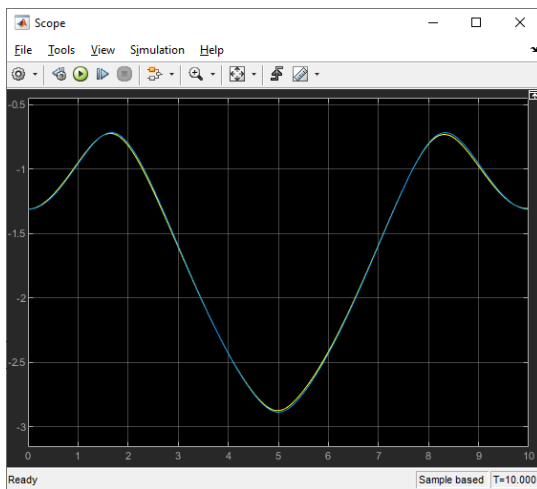 Scope
File Tools View Simulation Help
-0.5
-1
-1.5
-2
-2.5
-3
0 1 2 3 4 5 6 7 8 9 10
Ready Sample based T=10.000